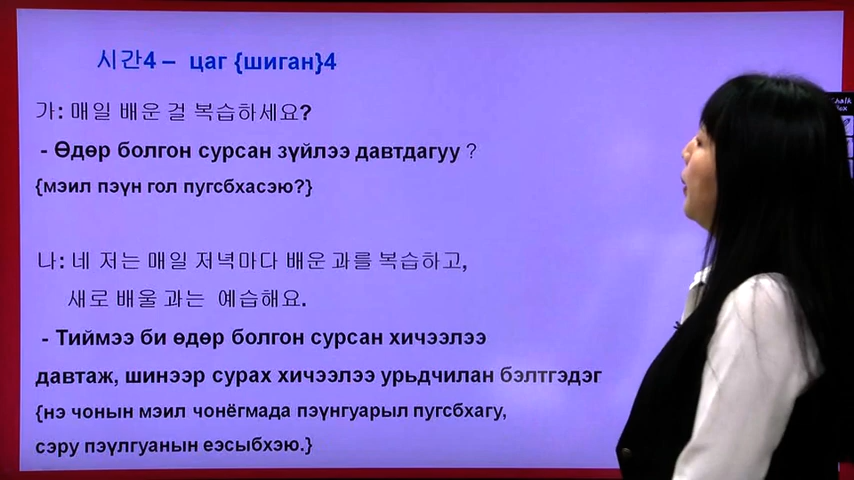 시간4 – цаг {шиган}4
가: 매일 배운 걸 복습하세요?
- Өдөр болгон сурсан зүйлээ давтдагуу ?
{мэил пэүн гол пугсбхасэю?}
나: 네 저는 매일 저녁마다 배운 과를 복습하고,
새로 배울 과는 예습해요.
- Тиймээ би өдөр болгон сурсан хичээлээ
давтаж, шинээр сурах хичээлээ урьдчилан бэлтгэдэг
{нэ чонын мэил чонёгмада пэүнгуарыл пугсбхагу,
сэру пэүлгуанын еэсыбхэю.}